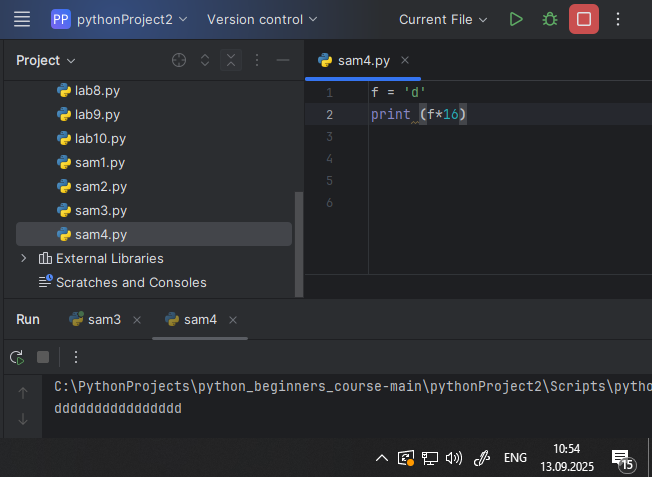 PP pythonProject2 Version control Current File
Project
sam4.py
lab8.py
lab9.py
lab10.py
sam1.py
sam2.py
sam3.py
sam4.py
External Libraries
Scratches and Consoles
1 f = 'd'
2 print (f*16)
3
4
5
6
Run sam3 sam4
C:\PythonProjects\python_beginners_course-main\pythonProject2\Scripts\pytho
dddddddddddddddd
ENG
10:54
13.09.2025
15